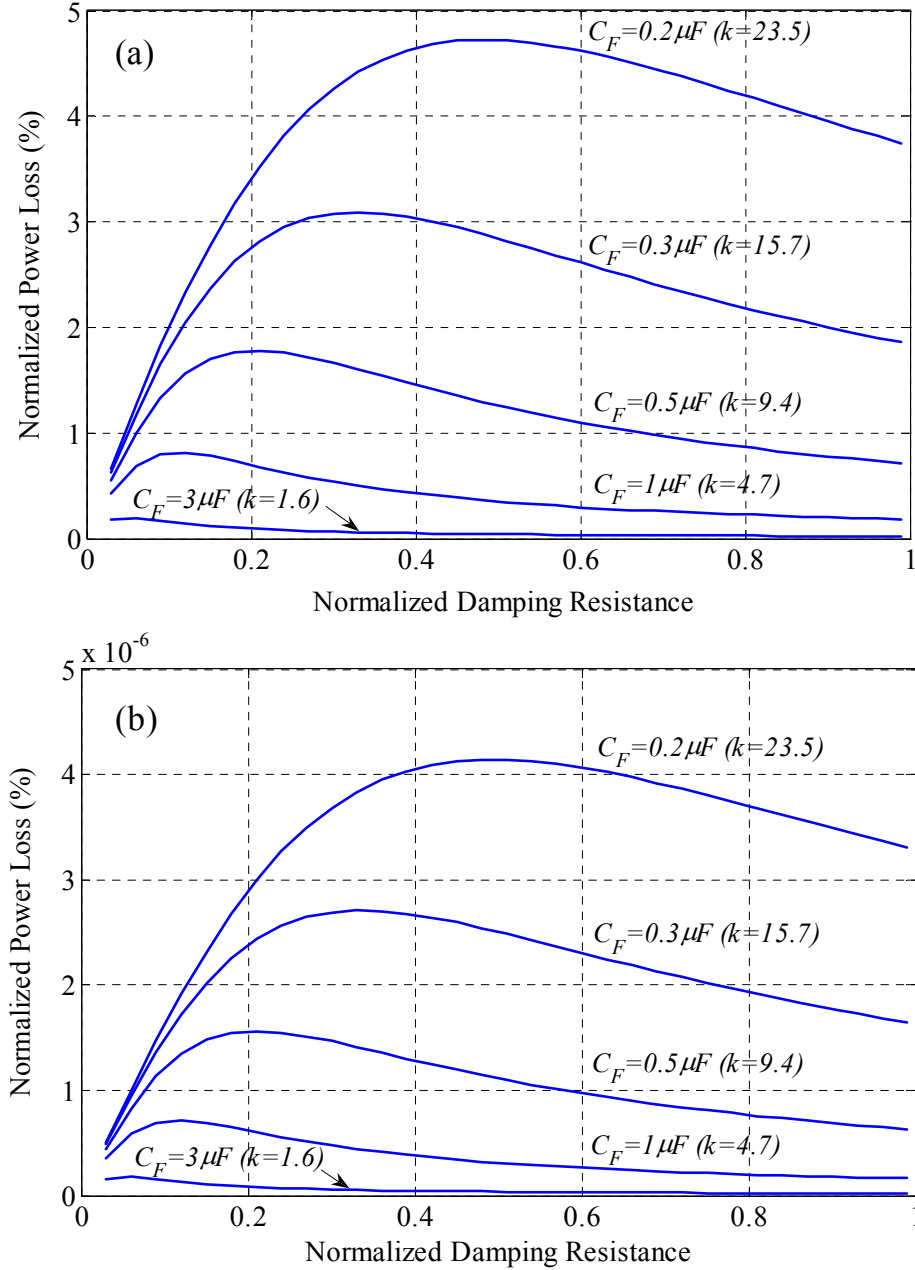 (a)
C_F=0.2μF (k=23.5)
C_F=0.3μF (k=15.7)
C_F=0.5μF (k=9.4)
C_F=1μF (k=4.7)
C_F=3μF (k=1.6)
Normalized Power Loss (%)
5
4
3
2
1
0
0 0.2 0.4 0.6 0.8 1
Normalized Damping Resistance
x 10^-6
(b)
C_F=0.2μF (k=23.5)
C_F=0.3μF (k=15.7)
C_F=0.5μF (k=9.4)
C_F=1μF (k=4.7)
C_F=3μF (k=1.6)
Normalized Power Loss (%)
5
4
3
2
1
0
0 0.2 0.4 0.6 0.8 1
Normalized Damping Resistance